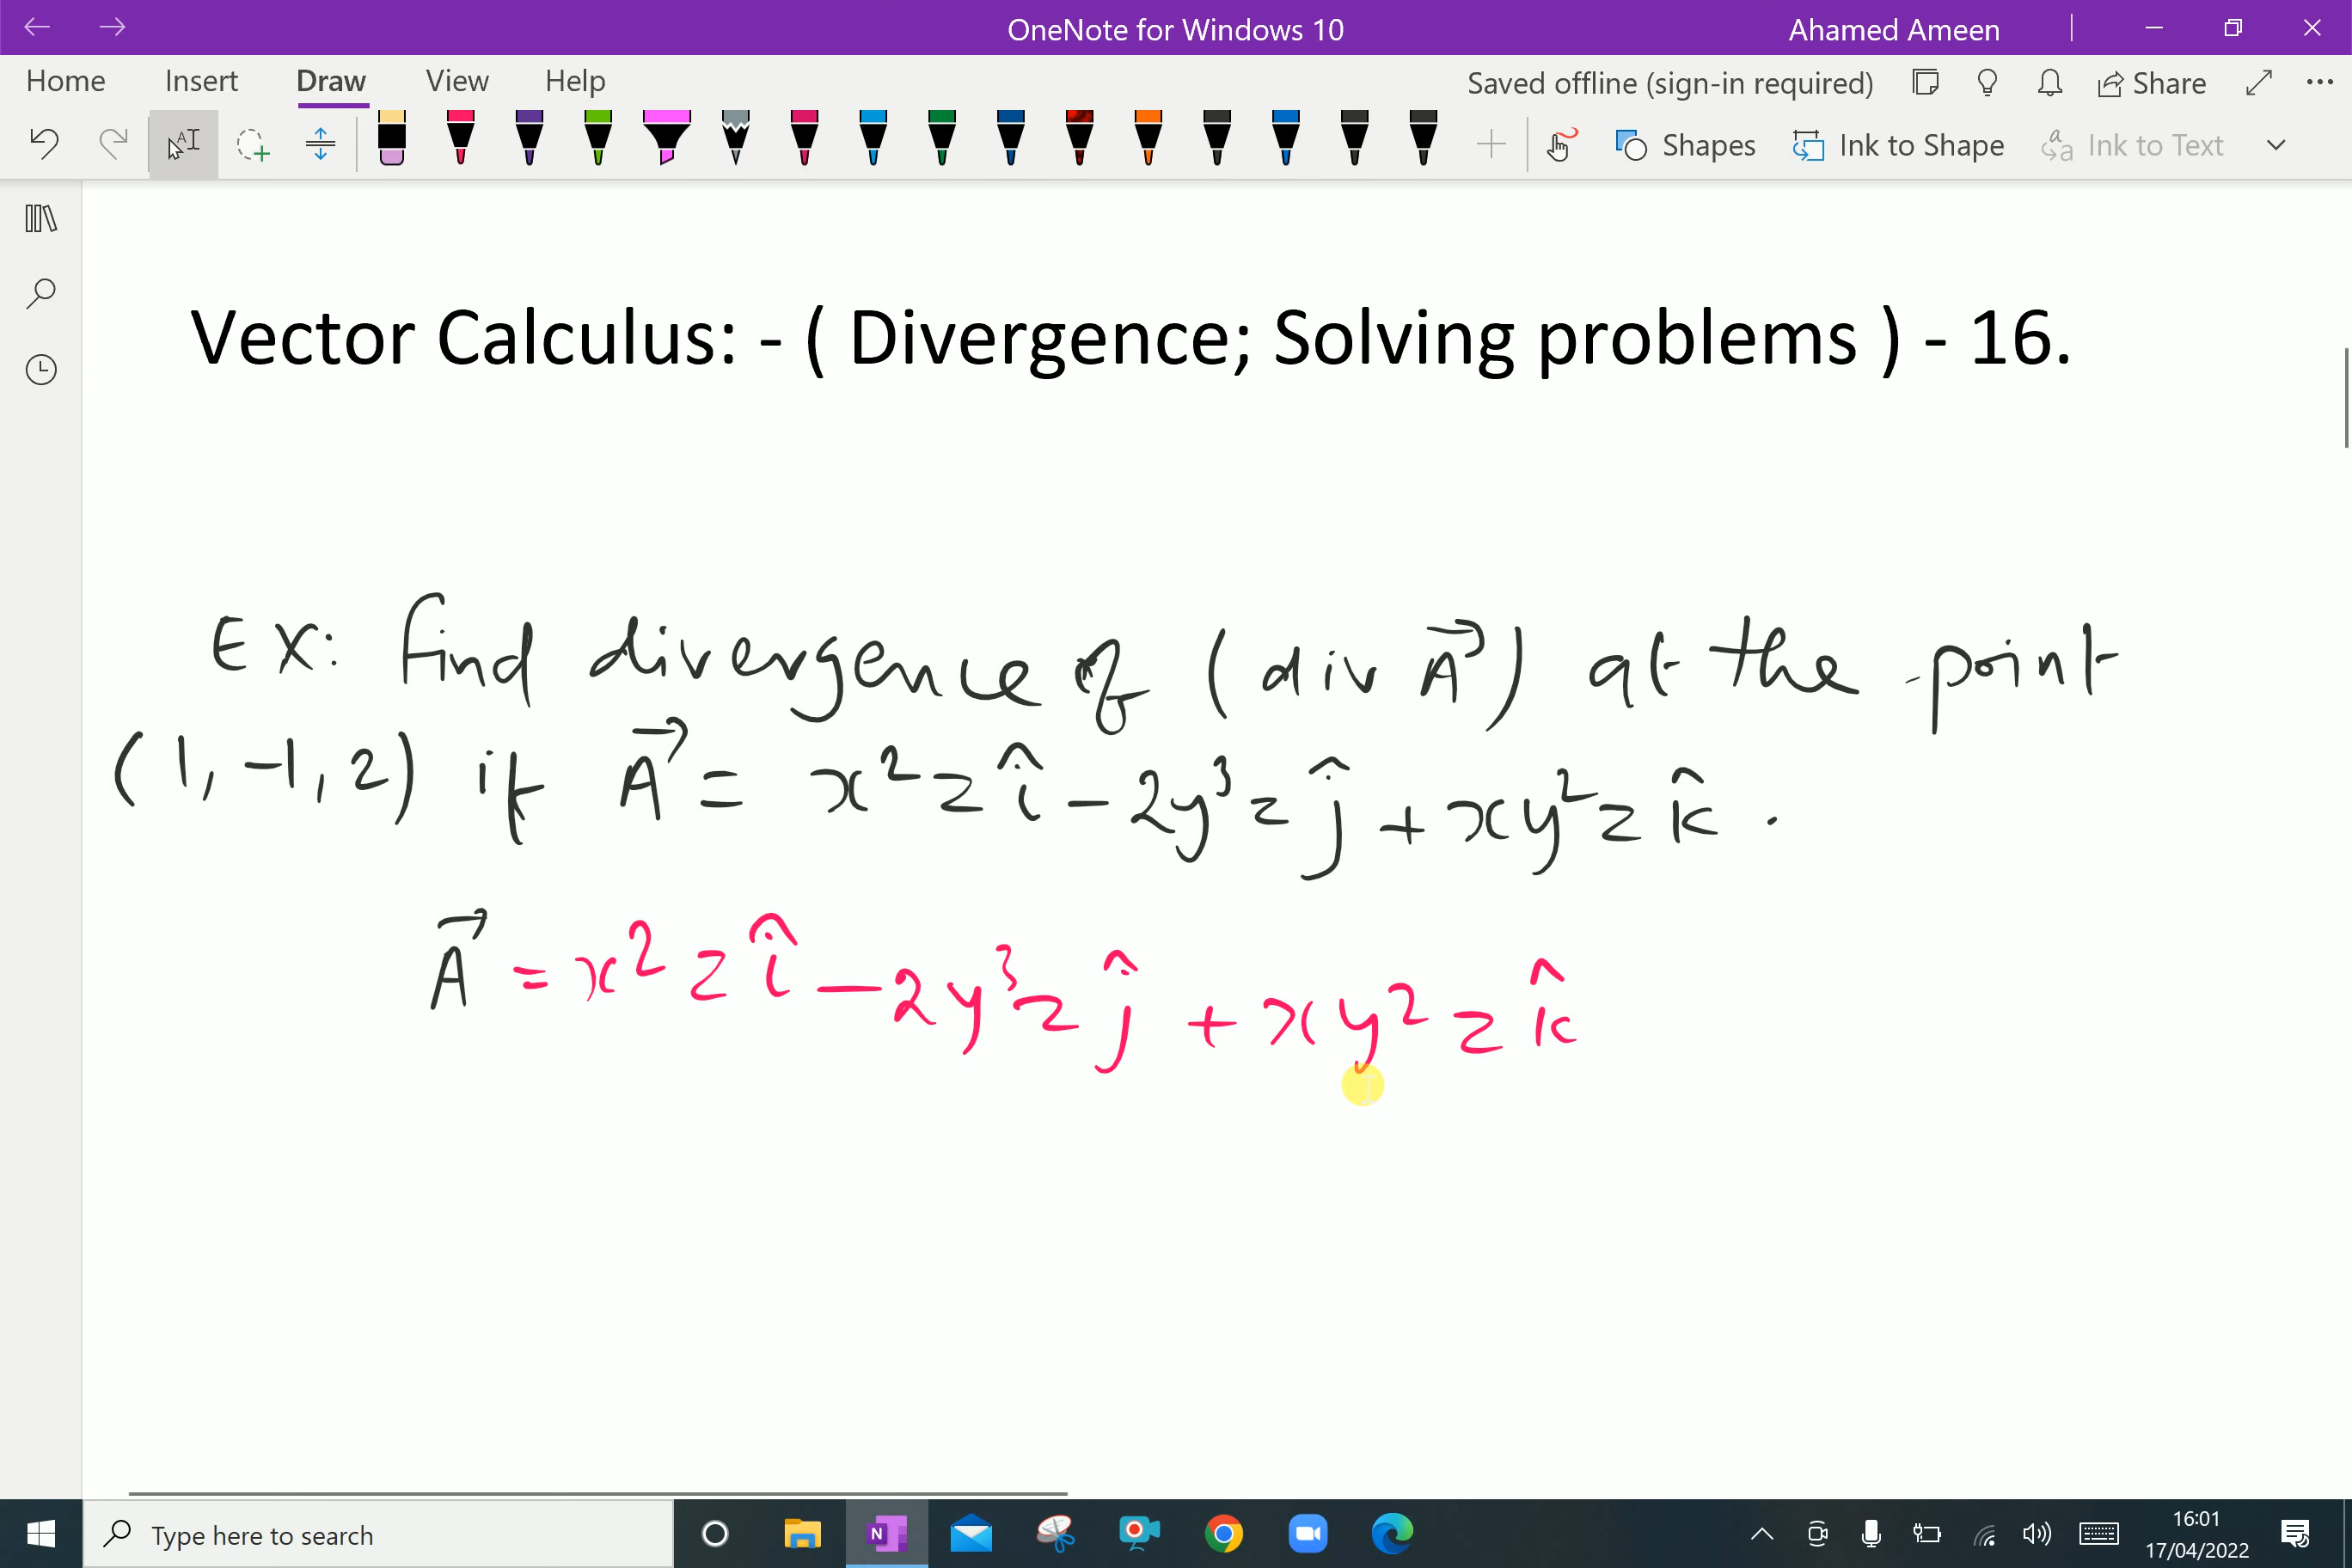 OneNote for Windows 10
Ahamed Ameen
Home Insert Draw View Help
Saved offline (sign-in required) Share
Shapes Ink to Shape Ink to Text
Vector Calculus: - ( Divergence; Solving problems ) - 16.
EX: find divergence of (div A⃗) at the point
(1, -1, 2) if A⃗ = x²z î - 2y³z ĵ + xy²z k̂ .
A⃗ = x²z î - 2y³z ĵ + xy²z k̂
Type here to search
16:01
17/04/2022